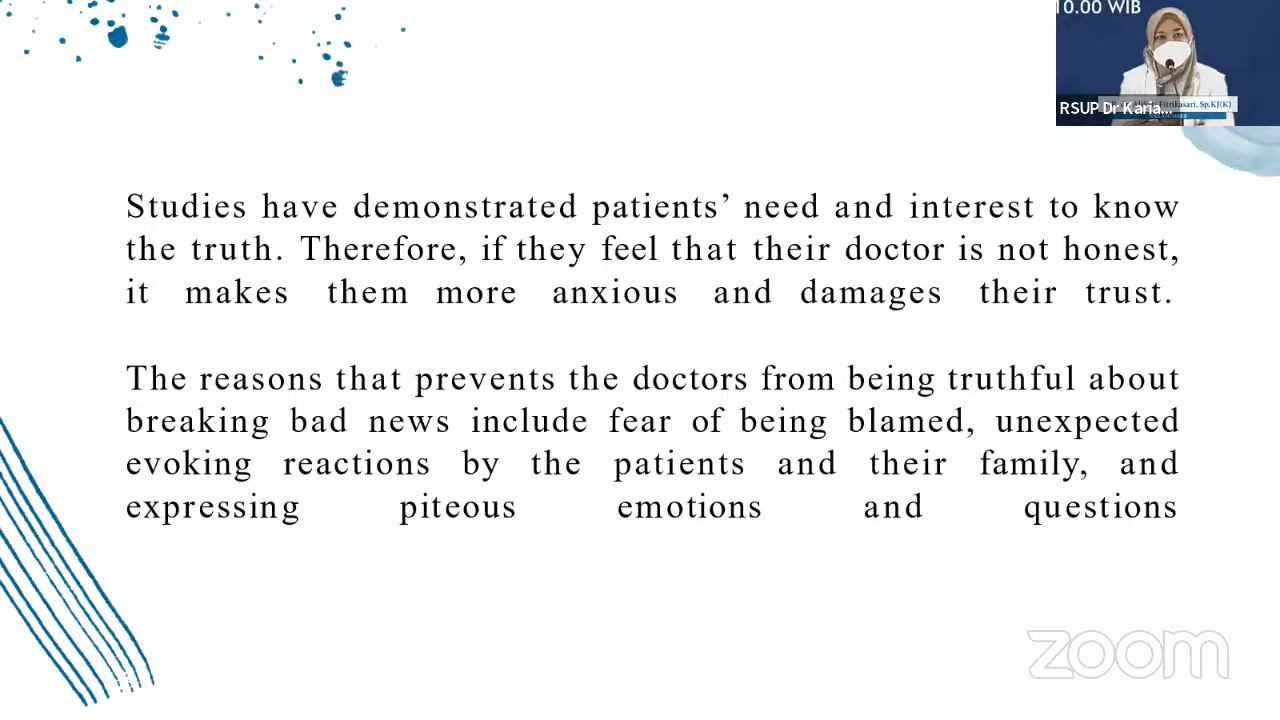 10.00 WIB
RSUP Dr Karia...
Fitrikasari, Sp.KJ(K)
Studies have demonstrated patients’ need and interest to know
the truth. Therefore, if they feel that their doctor is not honest,
it makes them more anxious and damages their trust.
The reasons that prevents the doctors from being truthful about
breaking bad news include fear of being blamed, unexpected
evoking reactions by the patients and their family, and
expressing piteous emotions and questions
zoom